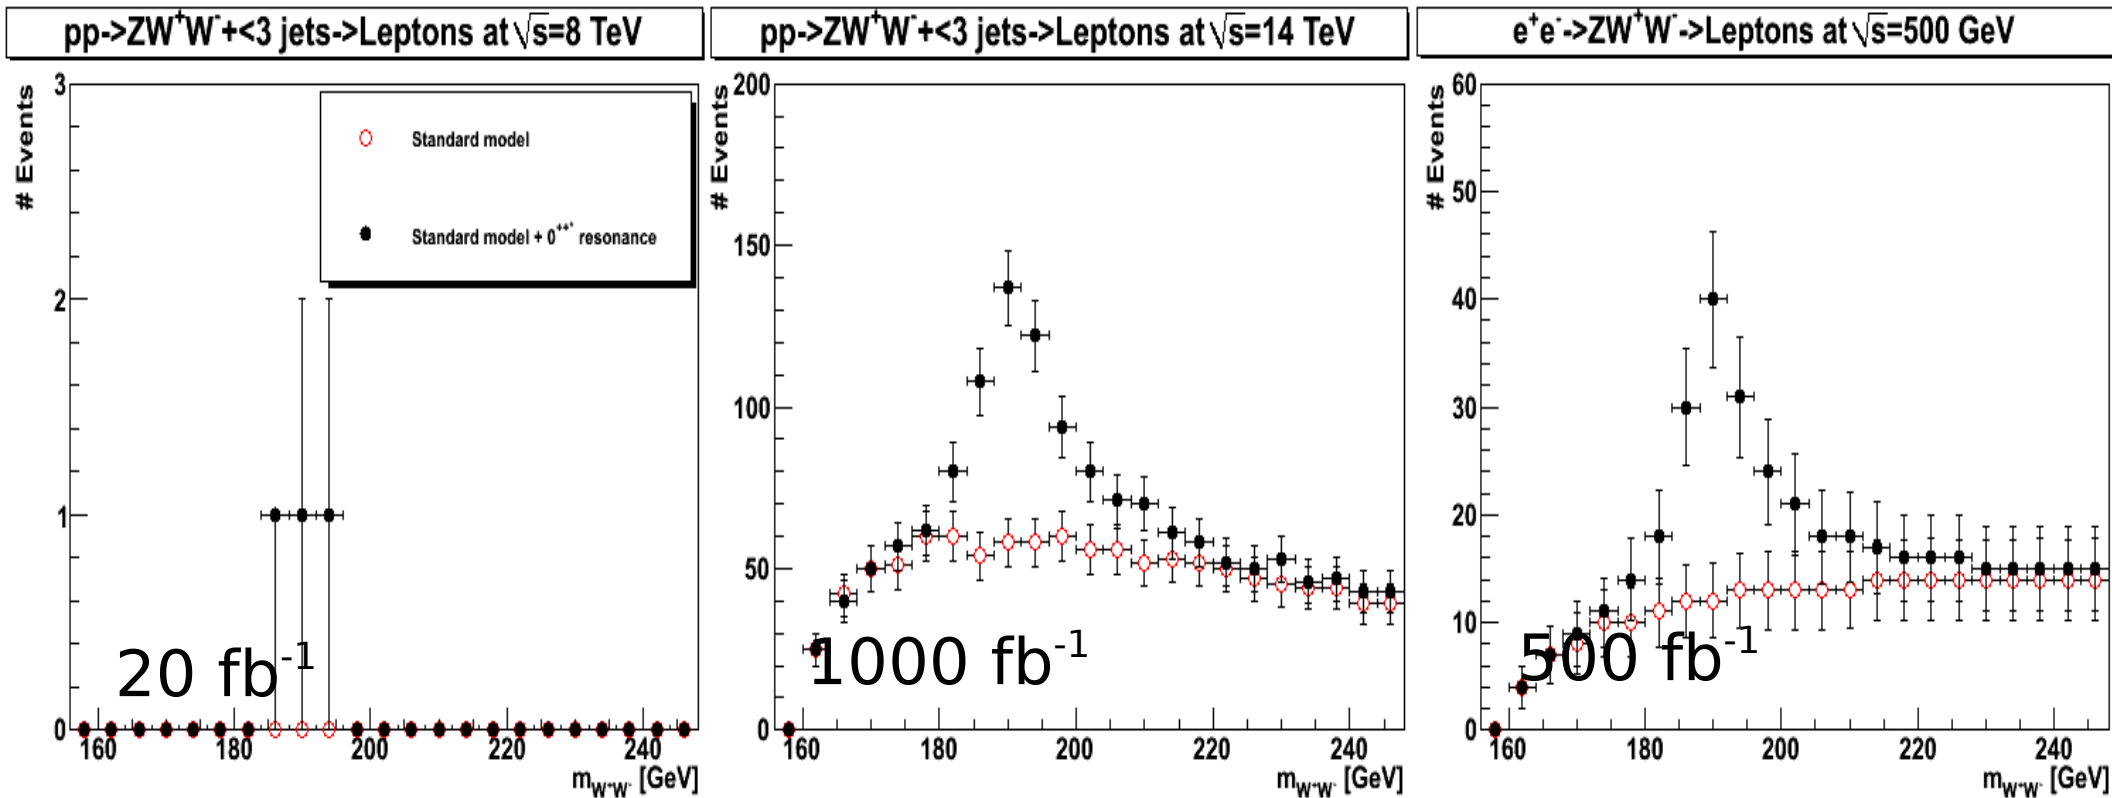 pp->ZW⁺W⁻+<3 jets->Leptons at √s=8 TeV
# Events
3
2
1
0
Standard model
Standard model + 0⁺⁺' resonance
20 fb⁻¹
160 180 200 220 240
m_W⁺W⁻ [GeV]
pp->ZW⁺W⁻+<3 jets->Leptons at √s=14 TeV
# Events
200
150
100
50
0
1000 fb⁻¹
160 180 200 220 240
m_W⁺W⁻ [GeV]
e⁺e⁻->ZW⁺W⁻->Leptons at √s=500 GeV
# Events
60
50
40
30
20
10
0
500 fb⁻¹
160 180 200 220 240
m_W⁺W⁻ [GeV]